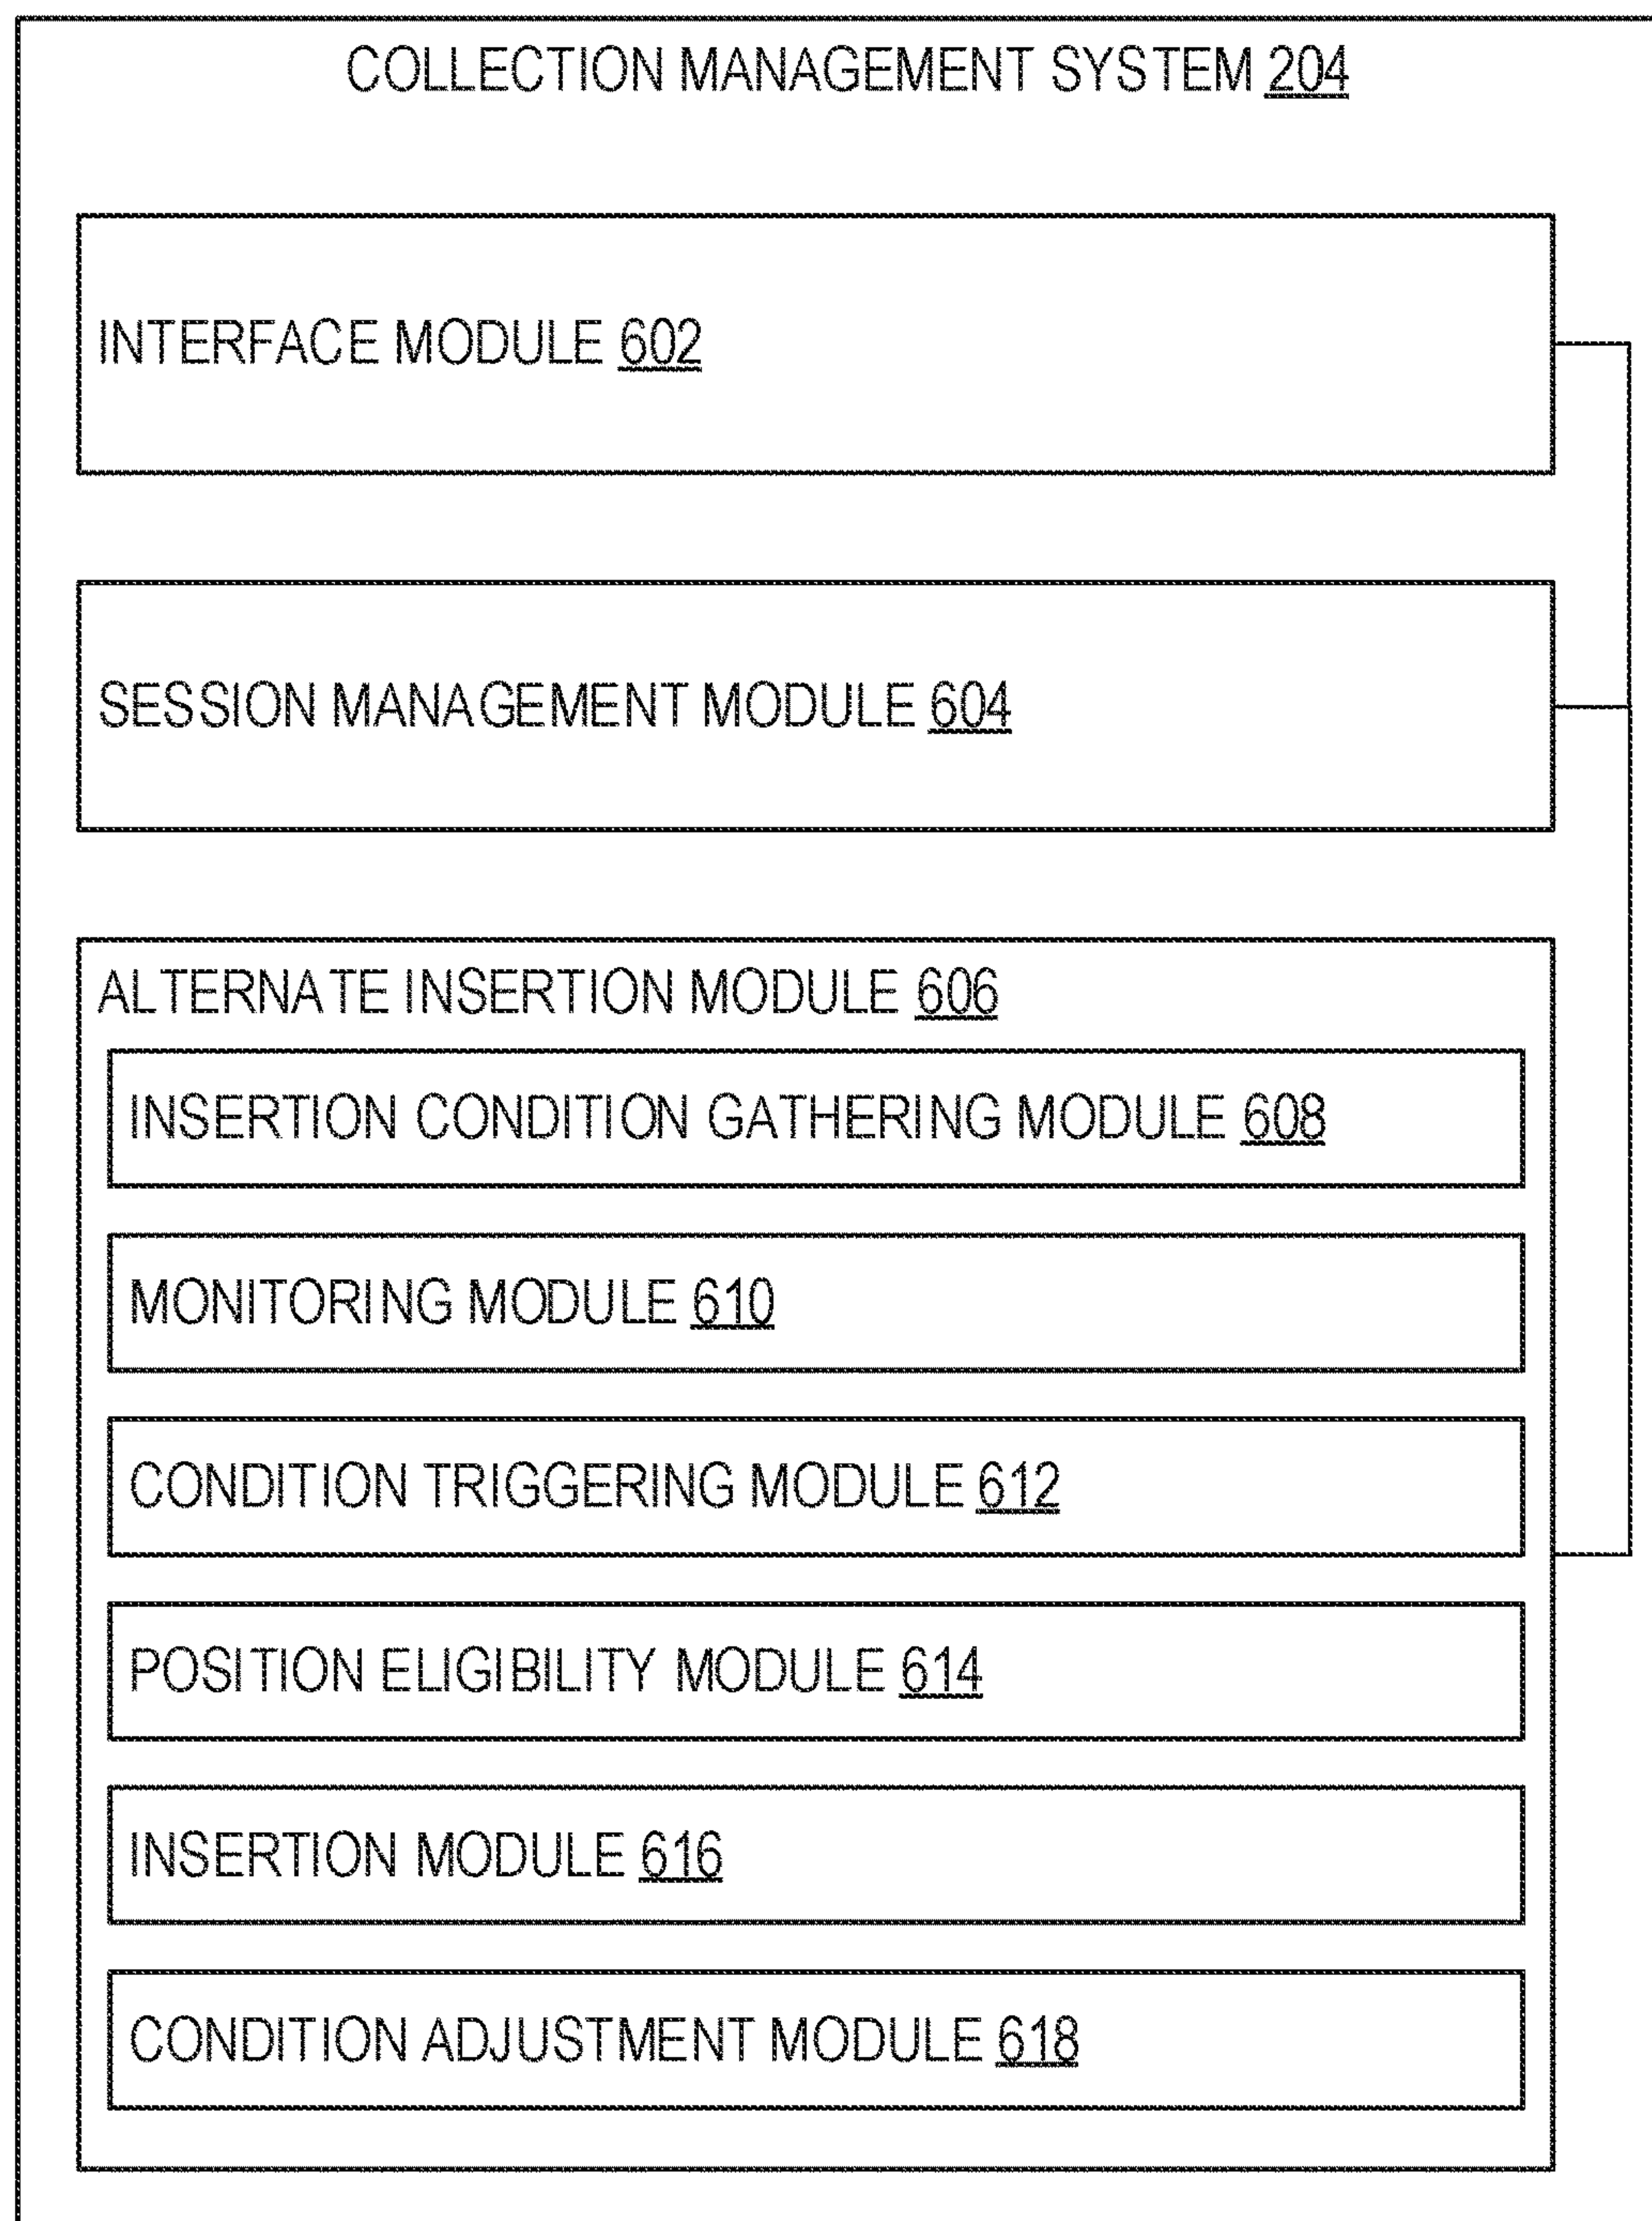 COLLECTION MANAGEMENT SYSTEM 204
INTERFACE MODULE 602
SESSION MANAGEMENT MODULE 604
ALTERNATE INSERTION MODULE 606
INSERTION CONDITION GATHERING MODULE 608
MONITORING MODULE 610
CONDITION TRIGGERING MODULE 612
POSITION ELIGIBILITY MODULE 614
INSERTION MODULE 616
CONDITION ADJUSTMENT MODULE 618